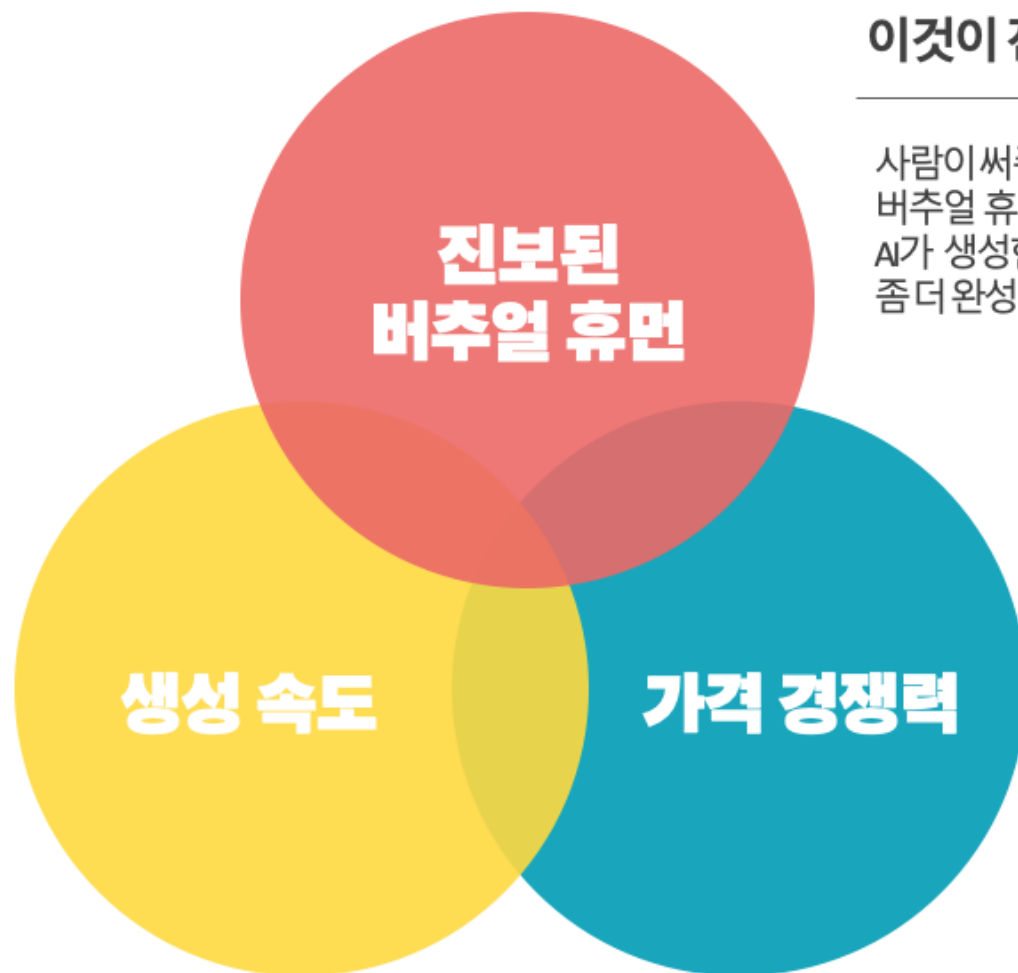 이것이
사람이 써
버추얼 휴
AI가 생성
좀 더 완성
진보된
버추얼 휴먼
생성 속도
가격 경쟁력